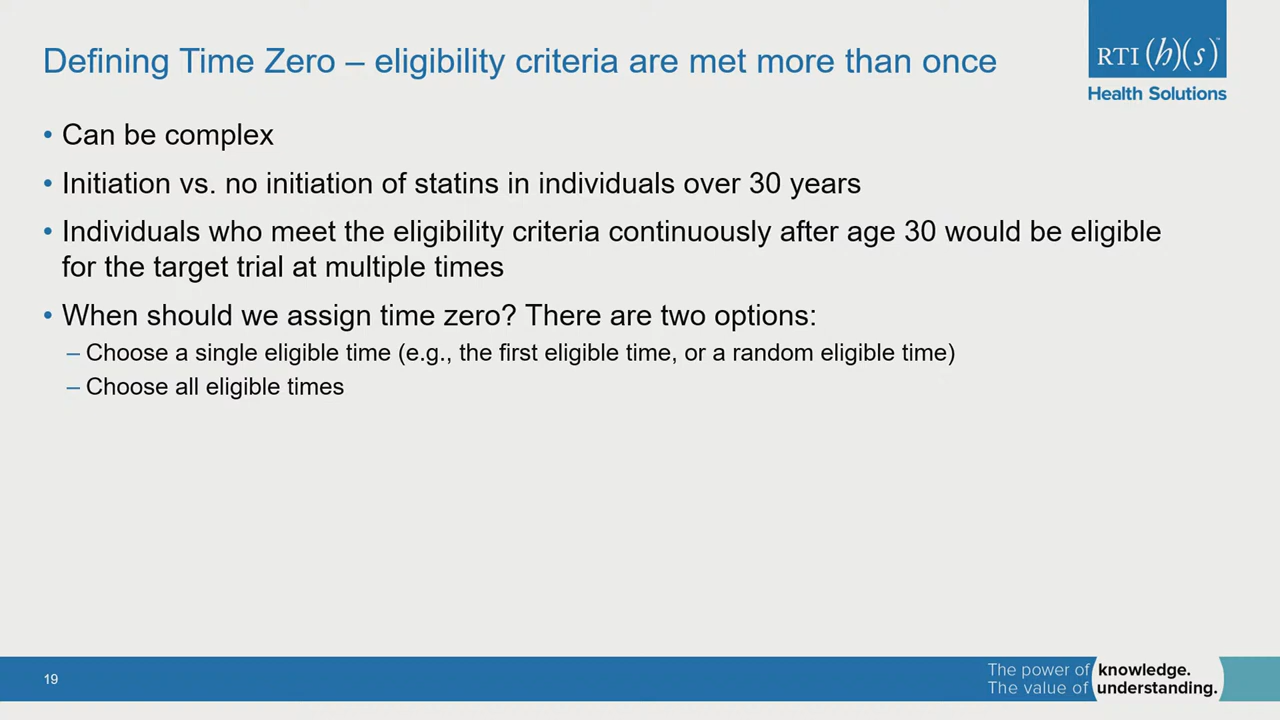 Defining Time Zero – eligibility criteria are met more than once
RTI (h)(s)™
Health Solutions
• Can be complex
• Initiation vs. no initiation of statins in individuals over 30 years
• Individuals who meet the eligibility criteria continuously after age 30 would be eligible
for the target trial at multiple times
• When should we assign time zero? There are two options:
– Choose a single eligible time (e.g., the first eligible time, or a random eligible time)
– Choose all eligible times
19
The power of knowledge.
The value of understanding.